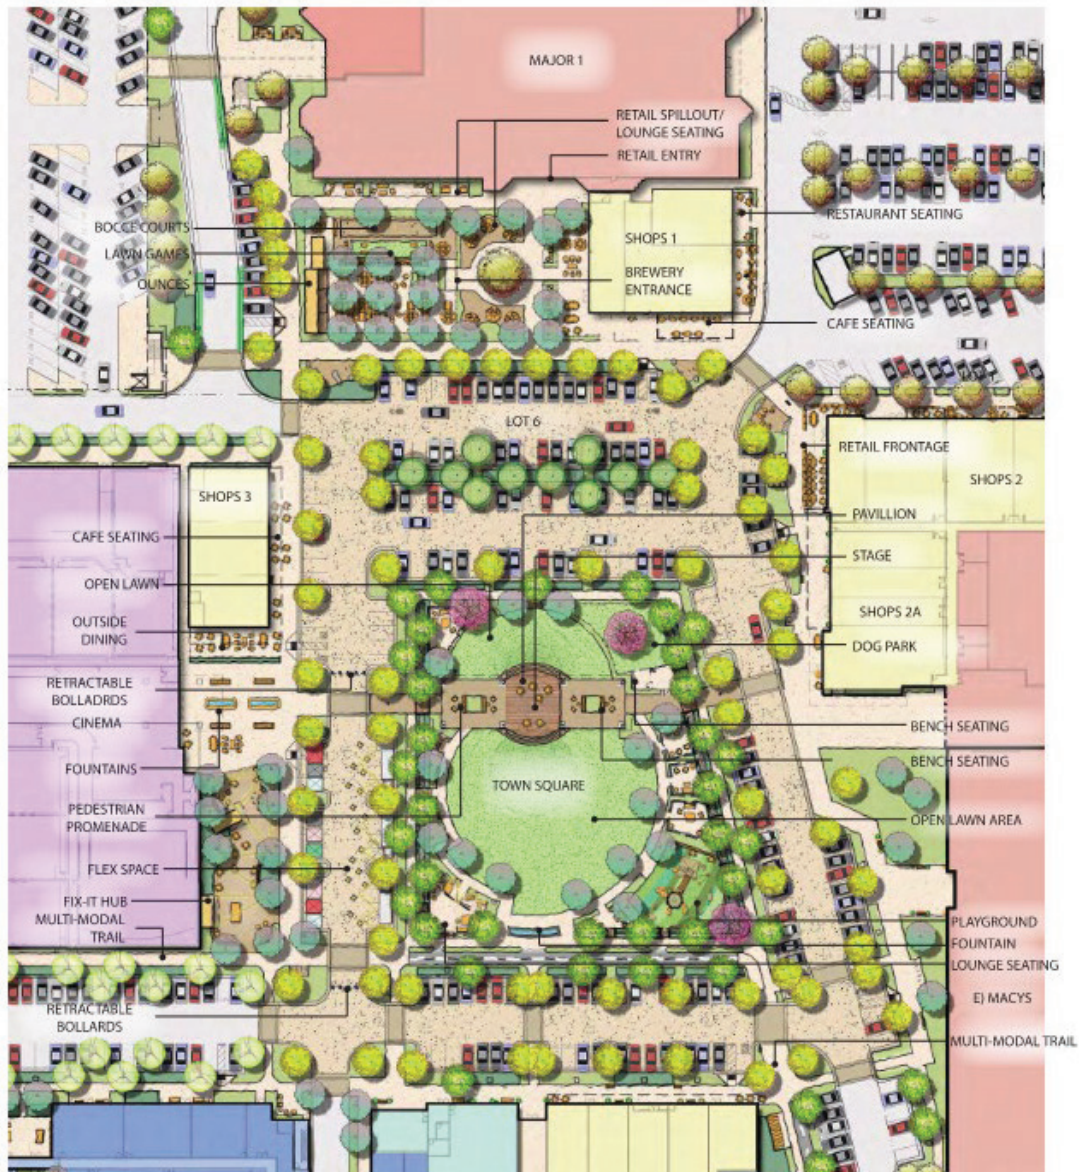 MAJOR 1
RETAIL SPILLOUT/
LOUNGE SEATING
RETAIL ENTRY
BOCCE COURTS
LAWN GAMES
OUNCES
SHOPS 1
RESTAURANT SEATING
BREWERY
ENTRANCE
CAFE SEATING
LOT 6
RETAIL FRONTAGE
SHOPS 2
SHOPS 3
PAVILLION
CAFE SEATING
STAGE
OPEN LAWN
SHOPS 2A
OUTSIDE
DINING
DOG PARK
RETRACTABLE
BOLLADRDS
CINEMA
BENCH SEATING
FOUNTAINS
BENCH SEATING
TOWN SQUARE
PEDESTRIAN
PROMENADE
OPEN LAWN AREA
FLEX SPACE
FIX-IT HUB
MULTI-MODAL
TRAIL
PLAYGROUND
FOUNTAIN
LOUNGE SEATING
E) MACYS
RETRACTABLE
BOLLARDS
MULTI-MODAL TRAIL